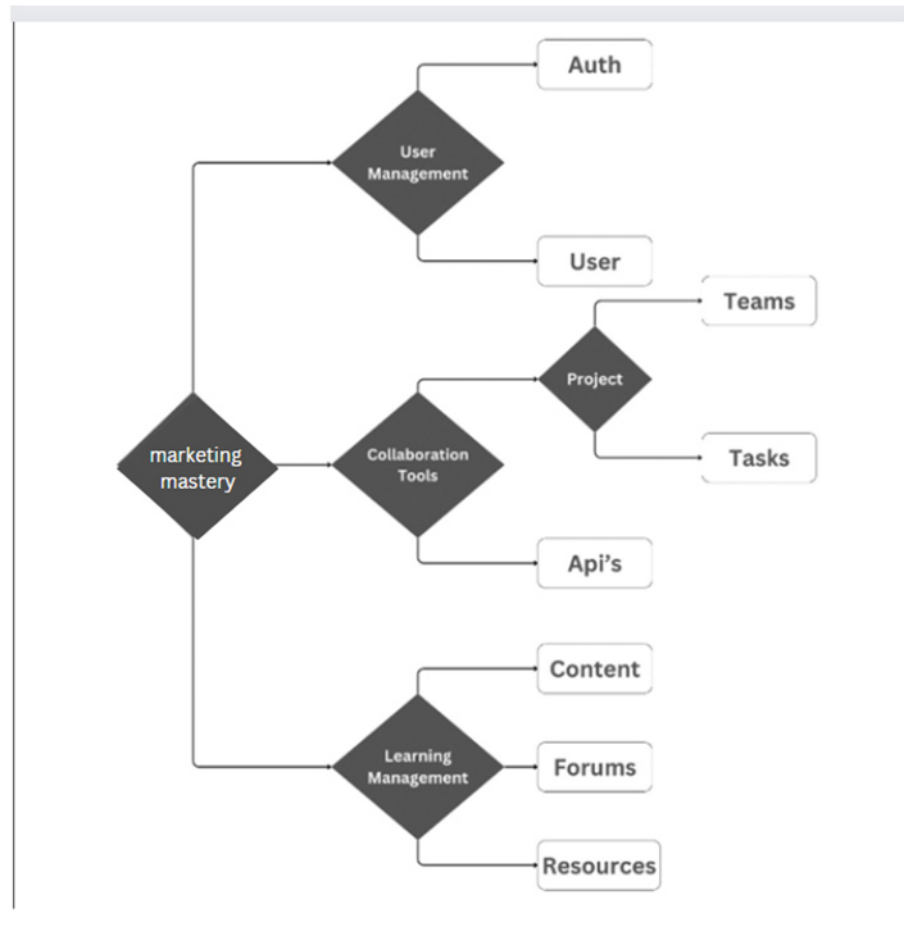 Auth
User
Management
User
Teams
Project
Tasks
marketing
mastery
Collaboration
Tools
Api's
Content
Learning
Management
Forums
Resources